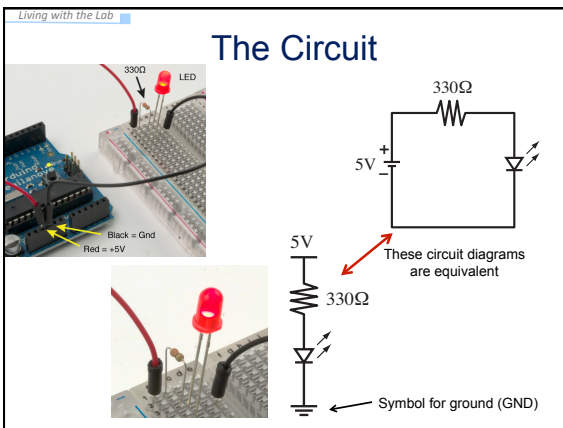 Living with the Lab
The Circuit
330Ω
LED
Black = Gnd
Red = +5V
330Ω
+
5V
–
These circuit diagrams
are equivalent
5V
330Ω
Symbol for ground (GND)